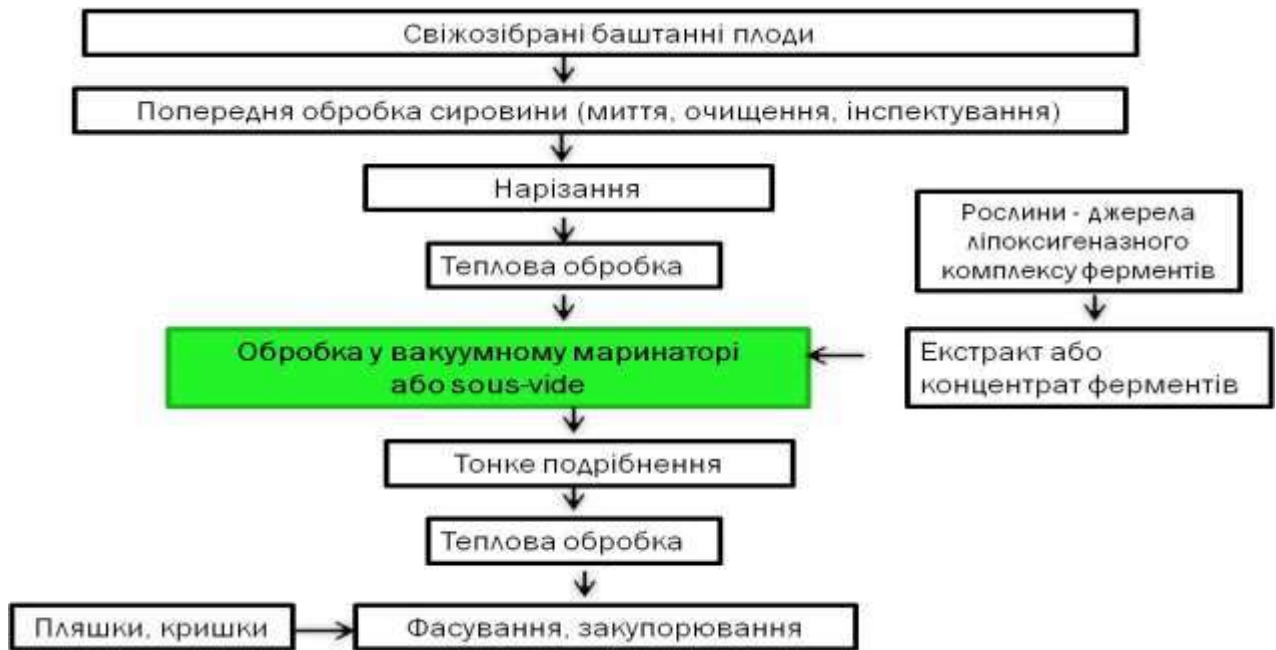 Свіжозібрані баштанні плоди
Попередня обробка сировини (миття, очищення, інспектування)
Нарізання
Рослини - джерела
ліпоксигеназного
комплексу ферментів
Теплова обробка
Обробка у вакуумному маринаторі
або sous-vide
Екстракт або
концентрат ферментів
Тонке подрібнення
Теплова обробка
Пляшки, кришки
Фасування, закупорювання